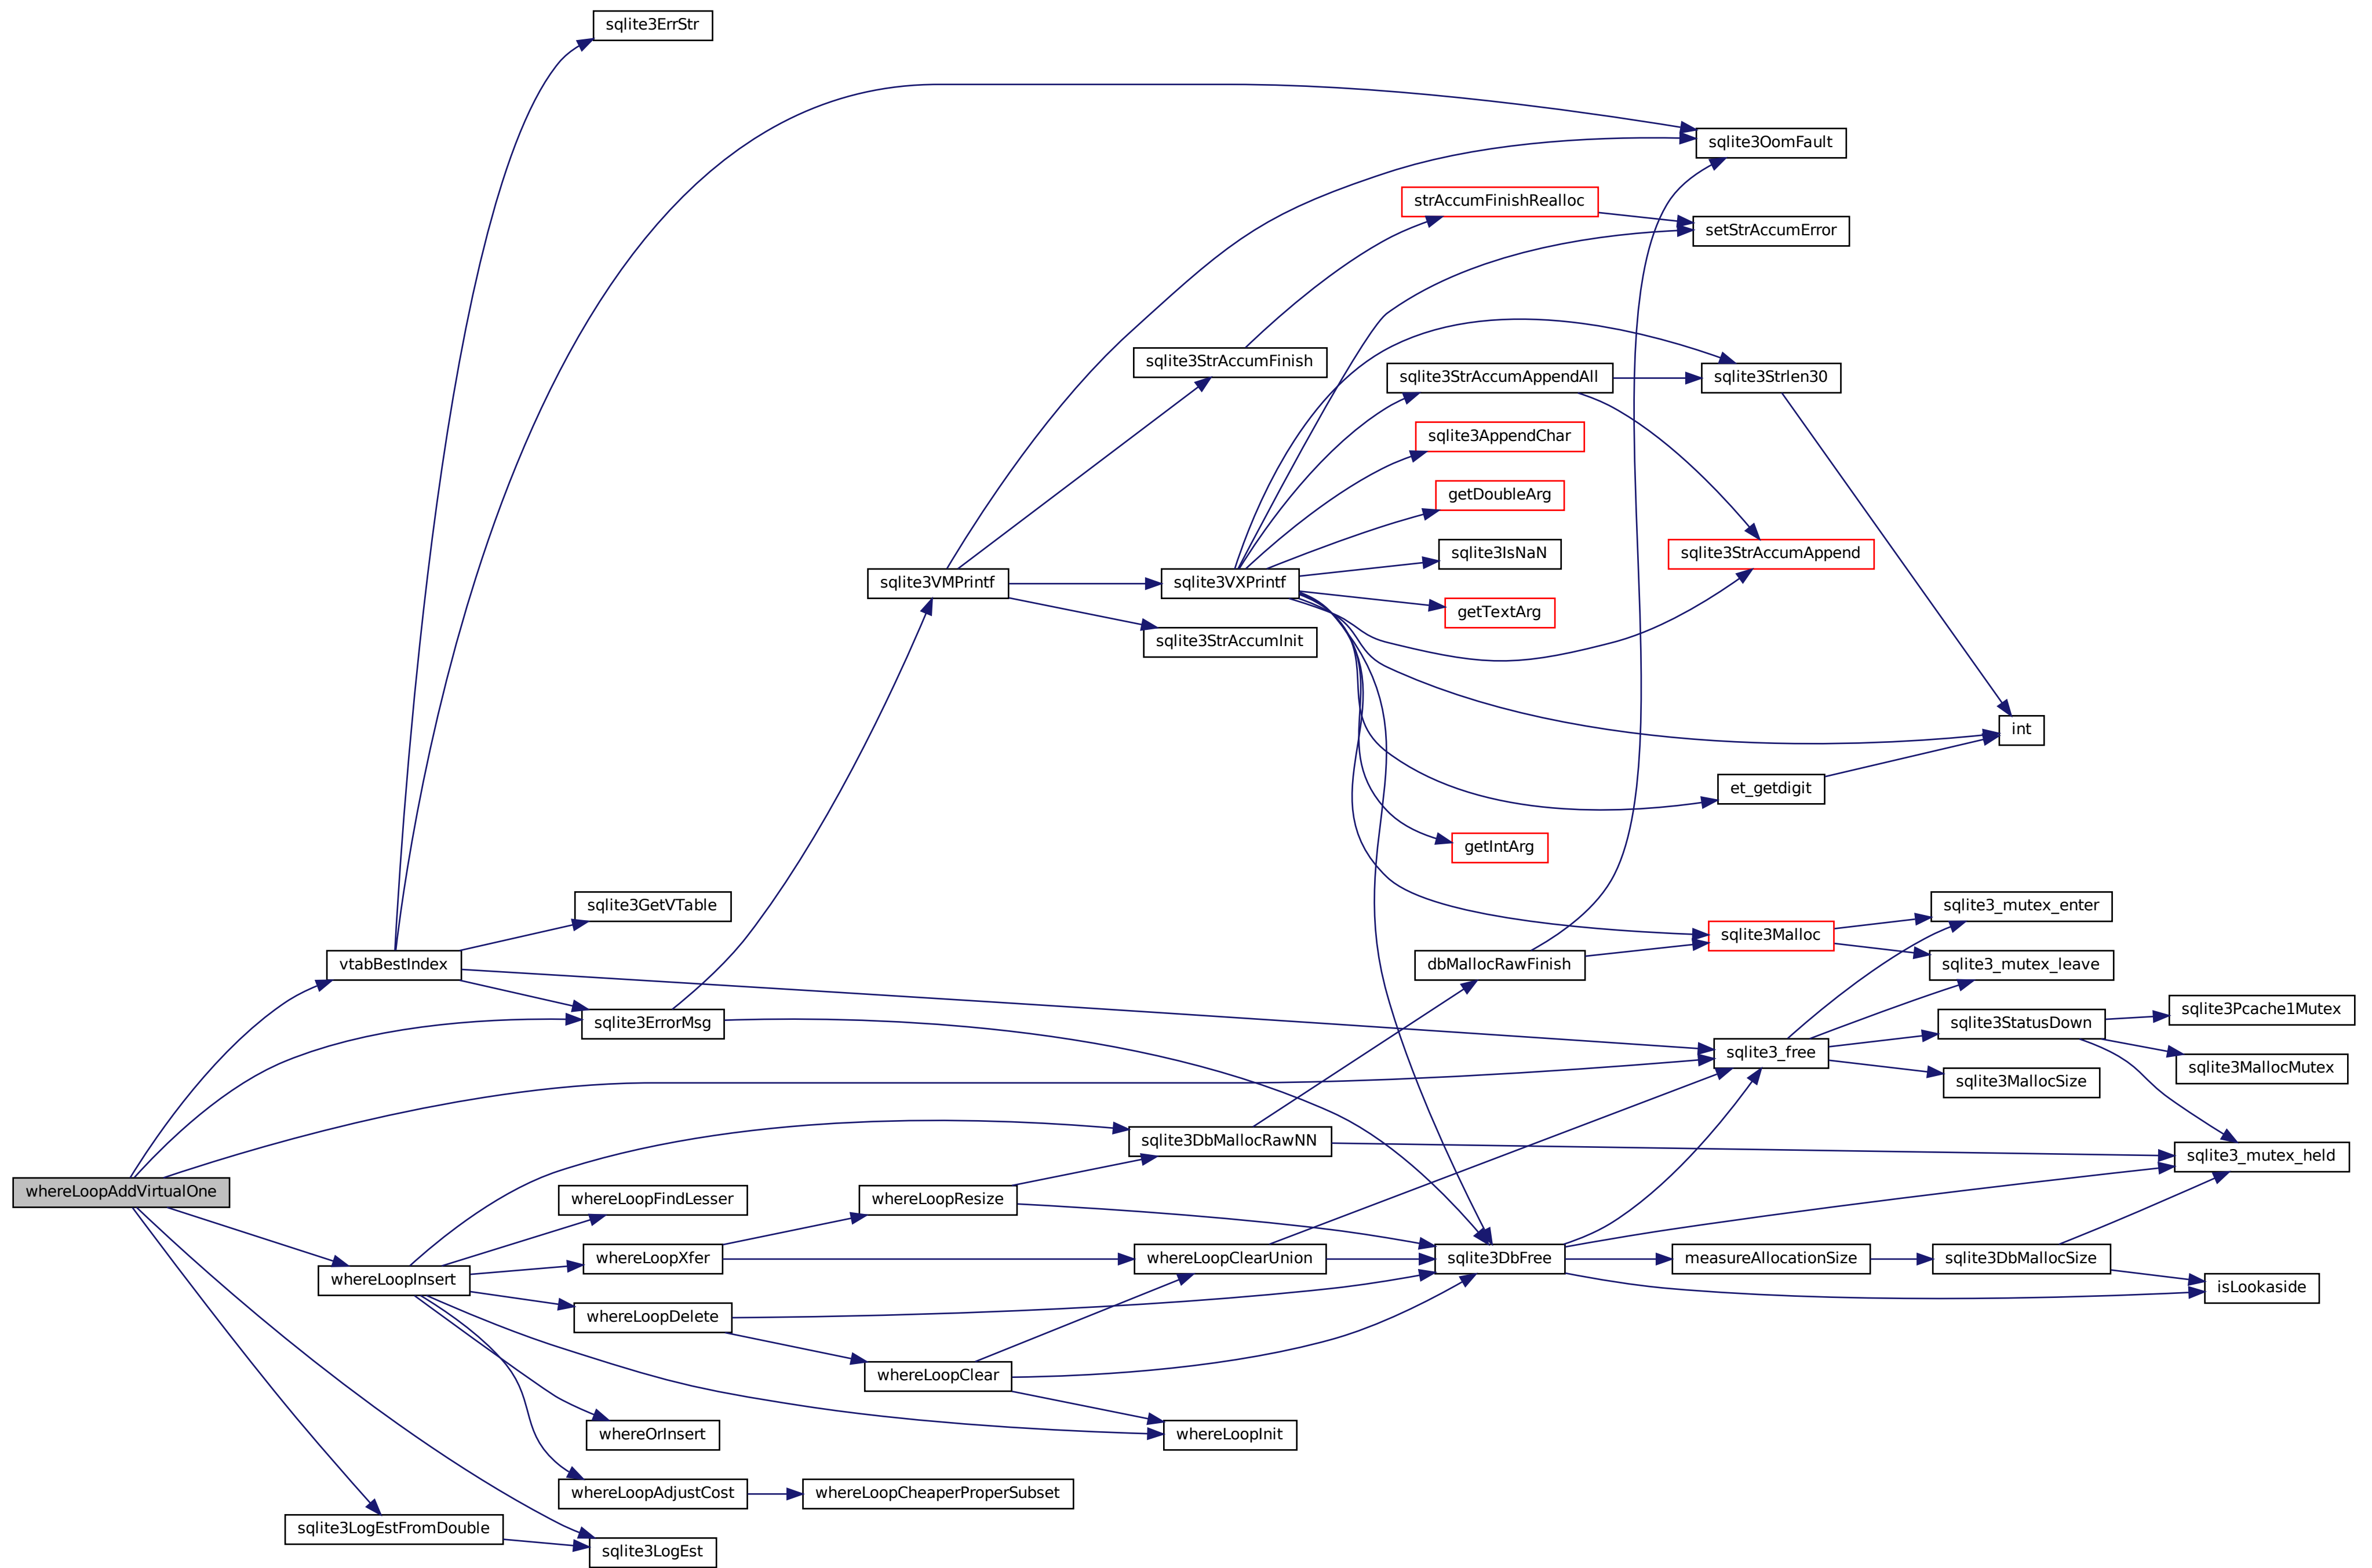 sqlite3ErrStr
sqlite3OomFault
strAccumFinishRealloc
setStrAccumError
sqlite3StrAccumFinish
sqlite3StrAccumAppendAll
sqlite3Strlen30
sqlite3AppendChar
getDoubleArg
sqlite3IsNaN
sqlite3StrAccumAppend
sqlite3VMPrintf
sqlite3VXPrintf
getTextArg
sqlite3StrAccumInit
int
et_getdigit
getIntArg
sqlite3GetVTable
sqlite3_mutex_enter
sqlite3Malloc
vtabBestIndex
dbMallocRawFinish
sqlite3_mutex_leave
sqlite3Pcache1Mutex
sqlite3ErrorMsg
sqlite3StatusDown
sqlite3_free
sqlite3MallocMutex
sqlite3MallocSize
sqlite3DbMallocRawNN
sqlite3_mutex_held
whereLoopAddVirtualOne
whereLoopFindLesser
whereLoopResize
whereLoopXfer
whereLoopClearUnion
sqlite3DbFree
measureAllocationSize
sqlite3DbMallocSize
whereLoopInsert
isLookaside
whereLoopDelete
whereLoopClear
whereOrInsert
whereLoopInit
whereLoopAdjustCost
whereLoopCheaperProperSubset
sqlite3LogEstFromDouble
sqlite3LogEst